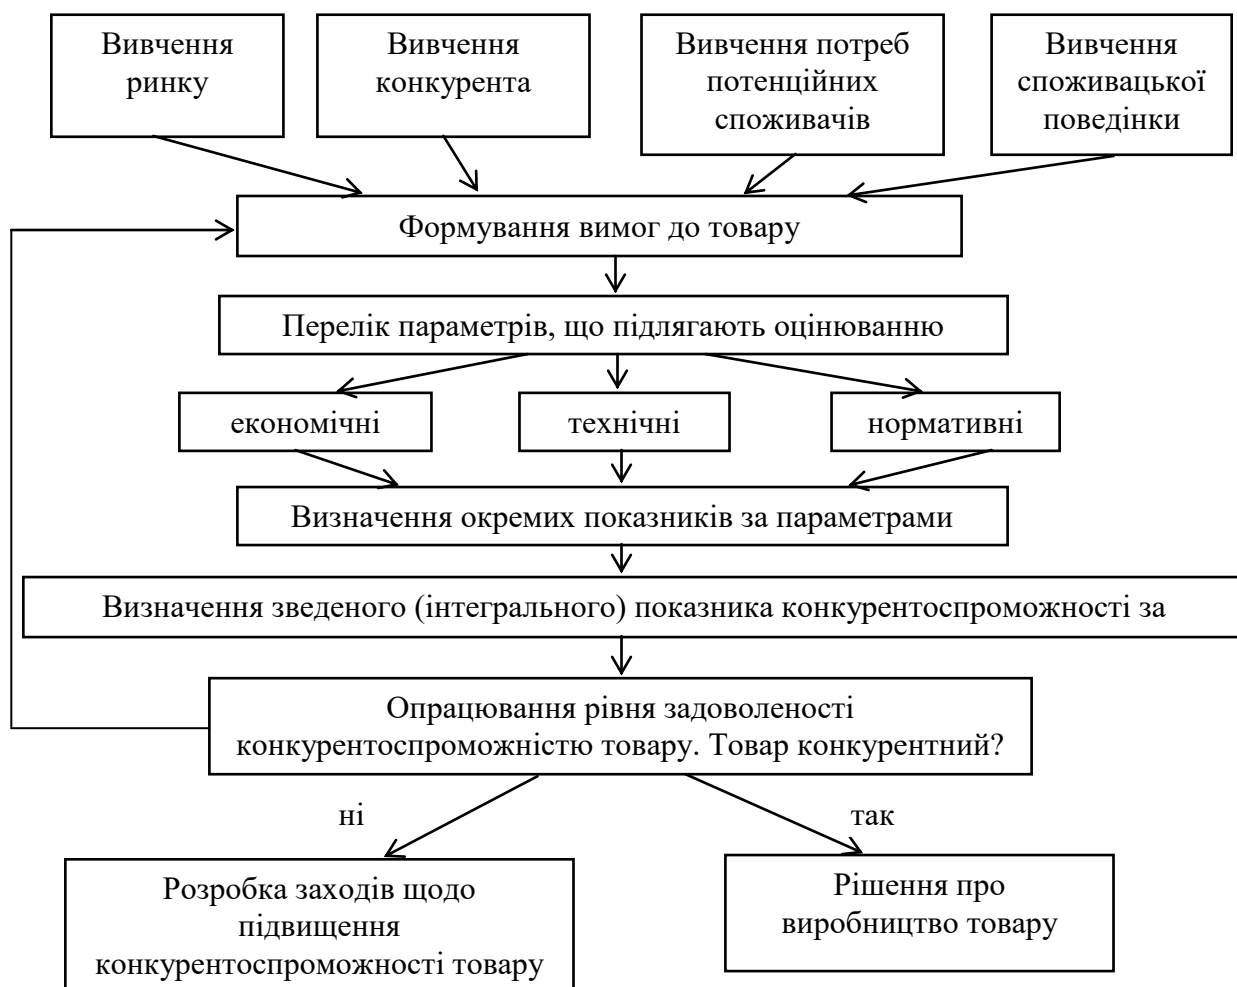 Вивчення
ринку
Вивчення
конкурента
Вивчення потреб
потенційних
споживачів
Вивчення
споживацької
поведінки
Формування вимог до товару
Перелік параметрів, що підлягають оцінюванню
економічні
технічні
нормативні
Визначення окремих показників за параметрами
Визначення зведеного (інтегрального) показника конкурентоспроможності за
Опрацювання рівня задоволеності
конкурентоспроможністю товару. Товар конкурентний?
ні
так
Розробка заходів щодо
підвищення
конкурентоспроможності товару
Рішення про
виробництво товару